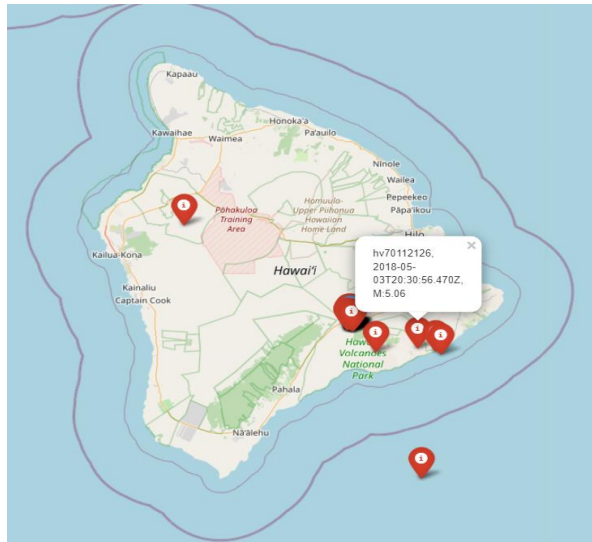 Kapaau
Honoka'a
Kawaihae
Waimea
Pa'auilo
Nīnole
Wailea
Pepeekeo
Pāpa'ikou
Pōhakuloa
Training
Area
Humuula-
Upper Piihonua
Hawaiian
Home Land
Hilo
×
hv70112126,
2018-05-
03T20:30:56.470Z,
M:5.06
Kailua-Kona
Hawai'i
Kainaliu
Captain Cook
Volcanoes
National
Park
Pahala
Nā'ālehu
i
i
i
i
i
i